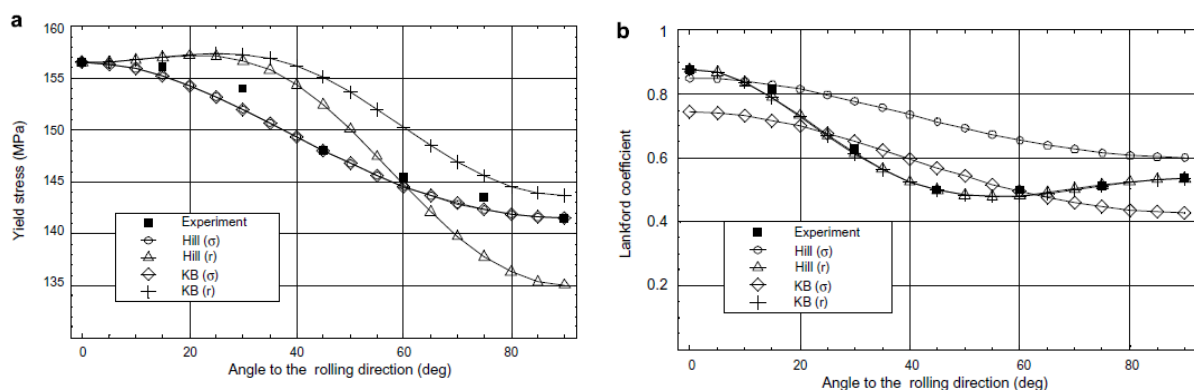 a
160
155
150
145
140
135
Yield stress (MPa)
Experiment
Hill (σ)
Hill (r)
KB (σ)
KB (r)
0 20 40 60 80
Angle to the rolling direction (deg)
b
1
0.8
0.6
0.4
0.2
Lankford coefficient
Experiment
Hill (σ)
Hill (r)
KB (σ)
KB (r)
0 20 40 60 80
Angle to the rolling direction (deg)